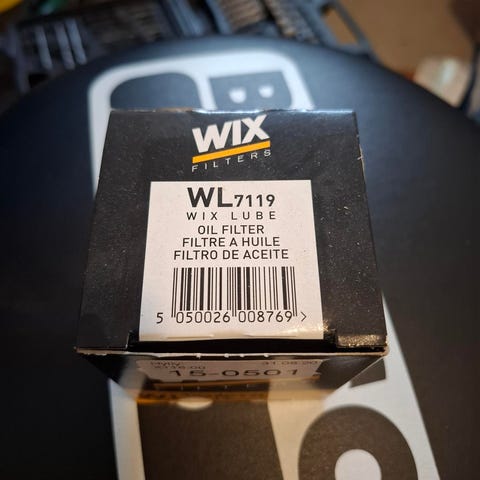 WIX
FILTERS
WL7119
WIX LUBE
OIL FILTER
FILTRE A HUILE
FILTRO DE ACEITE
5 050026 008769 >
15-0501